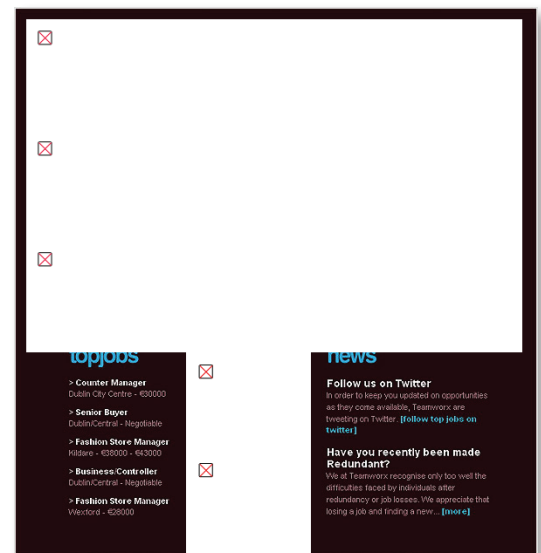 topjobs
> Counter Manager
Dublin City Centre - €30000
> Senior Buyer
Dublin/Central - Negotiable
> Fashion Store Manager
Kildare - €38000 - €43000
> Business/Controller
Dublin/Central - Negotiable
> Fashion Store Manager
Wexford - €28000
news
Follow us on Twitter
In order to keep you updated on opportunities
as they come available, Teamworx are
tweeting on Twitter. [follow top jobs on
twitter]
Have you recently been made
Redundant?
We at Teamworx recognise only too well the
difficulties faced by individuals after
redundancy or job losses. We appreciate that
losing a job and finding a new... [more]